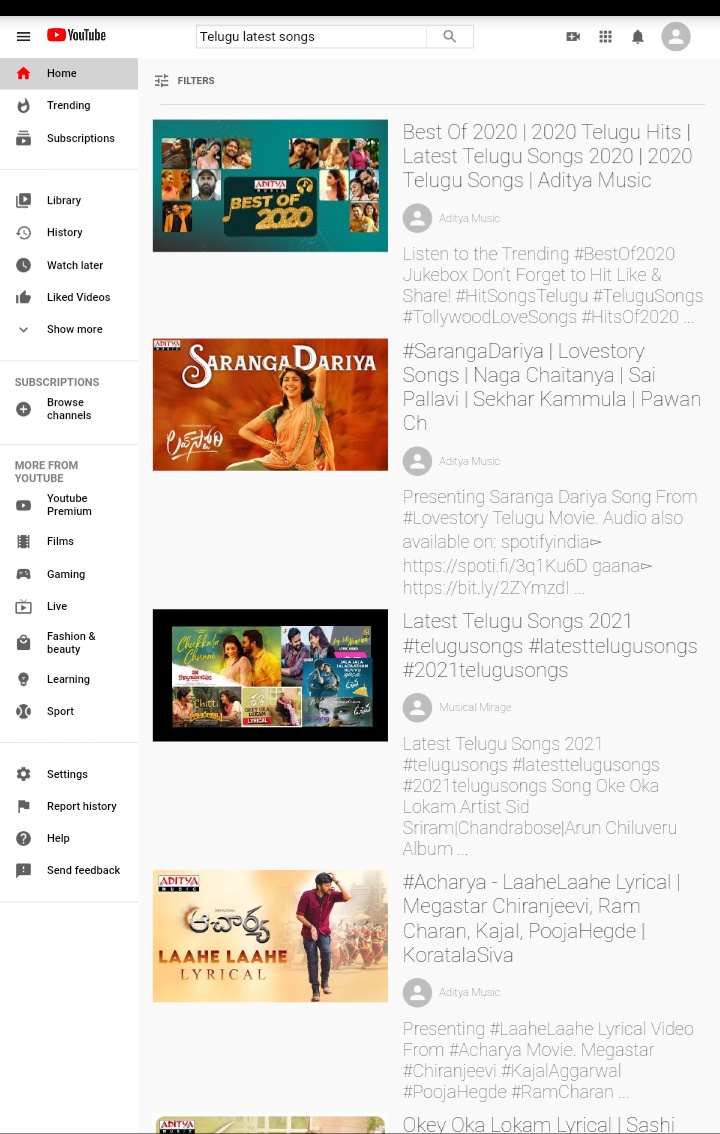 YouTube
Telugu latest songs
Home
Trending
Subscriptions
Library
History
Watch later
Liked Videos
Show more
SUBSCRIPTIONS
Browse
channels
MORE FROM
YOUTUBE
Youtube
Premium
Films
Gaming
Live
Fashion &
beauty
Learning
Sport
Settings
Report history
Help
Send feedback
FILTERS
ADITYA
MUSIC
BEST OF
2020
Best Of 2020 | 2020 Telugu Hits |
Latest Telugu Songs 2020 | 2020
Telugu Songs | Aditya Music
Aditya Music
Listen to the Trending #BestOf2020
Jukebox Don't Forget to Hit Like &
Share! #HitSongsTelugu #TeluguSongs
#TollywoodLoveSongs #HitsOf2020 ...
ADITYA
MUSIC
SARANGA DARIYA
లవ్ స్టోరి
#SarangaDariya | Lovestory
Songs | Naga Chaitanya | Sai
Pallavi | Sekhar Kammula | Pawan
Ch
Aditya Music
Presenting Saranga Dariya Song From
#Lovestory Telugu Movie. Audio also
available on: spotifyindia▻
https://spoti.fi/3q1Ku6D gaana▻
https://bit.ly/2ZYmzdI ...
Chukkala
Chunni
Chitti
OKEY OKA
LOKAM
LYRICAL
Latest Telugu Songs 2021
#telugusongs #latesttelugusongs
#2021telugusongs
Musical Mirage
Latest Telugu Songs 2021
#telugusongs #latesttelugusongs
#2021telugusongs Song Oke Oka
Lokam Artist Sid
Sriram|Chandrabose|Arun Chiluveru
Album ...
ADITYA
MUSIC
ఆచార్య
LAAHE LAAHE
LYRICAL
#Acharya - LaaheLaahe Lyrical |
Megastar Chiranjeevi, Ram
Charan, Kajal, PoojaHegde |
KoratalaSiva
Aditya Music
Presenting #LaaheLaahe Lyrical Video
From #Acharya Movie. Megastar
#Chiranjeevi #KajalAggarwal
#PoojaHegde #RamCharan ...
ADITYA
Okey Oka Lokam Lyrical | Sashi